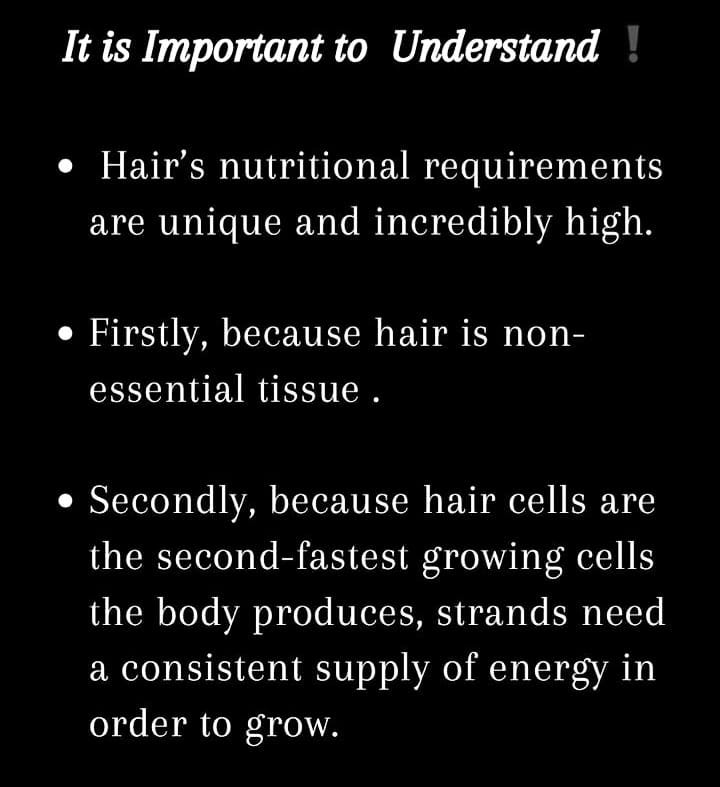 It is Important to Understand ❕
• Hair’s nutritional requirements
are unique and incredibly high.
• Firstly, because hair is non-
essential tissue .
• Secondly, because hair cells are
the second-fastest growing cells
the body produces, strands need
a consistent supply of energy in
order to grow.